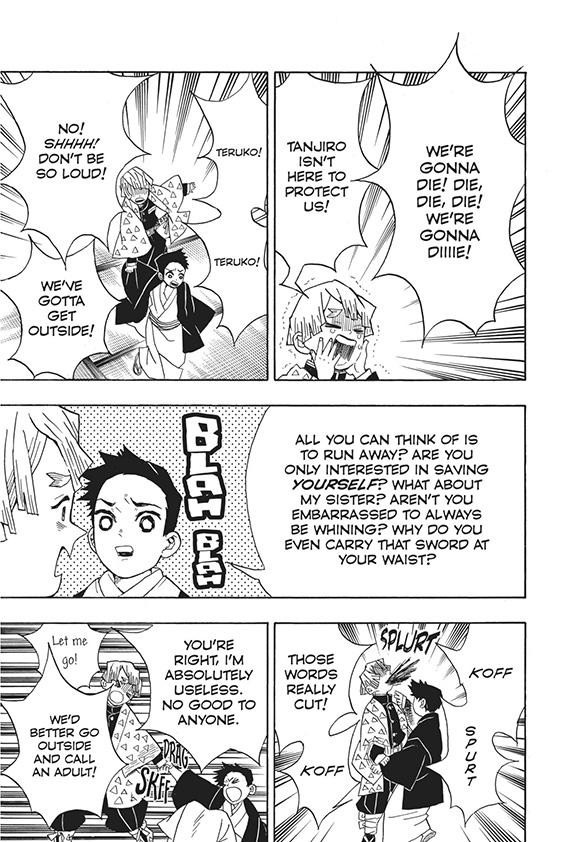 WE'RE
GONNA
DIE! DIE,
DIE, DIE!
WE'RE
GONNA
DIIIIE!
TANJIRO
ISN'T
HERE TO
PROTECT
US!
TERUKO!
TERUKO!
NO!
SHHHH!
DON'T BE
SO LOUD!
WE'VE
GOTTA
GET
OUTSIDE!
ALL YOU CAN THINK OF IS
TO RUN AWAY? ARE YOU
ONLY INTERESTED IN SAVING
YOURSELF? WHAT ABOUT
MY SISTER? AREN'T YOU
EMBARRASSED TO ALWAYS
BE WHINING? WHY DO YOU
EVEN CARRY THAT SWORD AT
YOUR WAIST?
BLAH
BLAH
SPLURT
KOFF
SPURT
THOSE
WORDS
REALLY
CUT!
KOFF
YOU'RE
RIGHT, I'M
ABSOLUTELY
USELESS.
NO GOOD TO
ANYONE.
DRAG
SKFF
Let me
go!
WE'D
BETTER GO
OUTSIDE
AND CALL
AN ADULT!